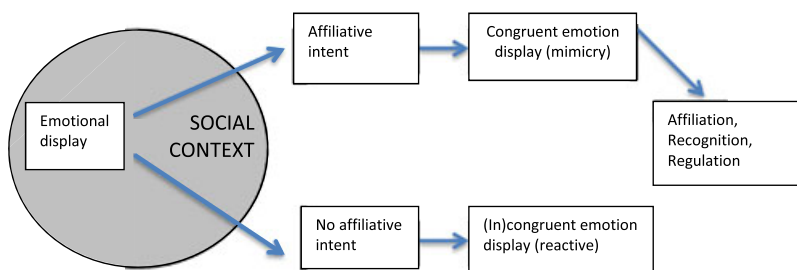 Affiliative
intent
Congruent emotion
display (mimicry)
Emotional
display
SOCIAL
CONTEXT
Affiliation,
Recognition,
Regulation
No affiliative
intent
(In)congruent emotion
display (reactive)